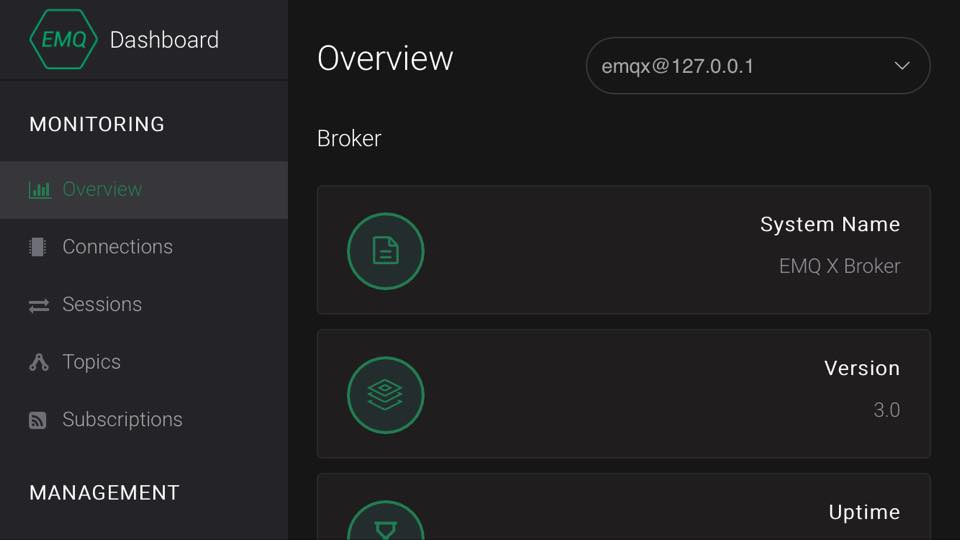 EMQ Dashboard
MONITORING
Overview
Connections
Sessions
Topics
Subscriptions
MANAGEMENT
Overview
emqx@127.0.0.1
Broker
System Name
EMQ X Broker
Version
3.0
Uptime